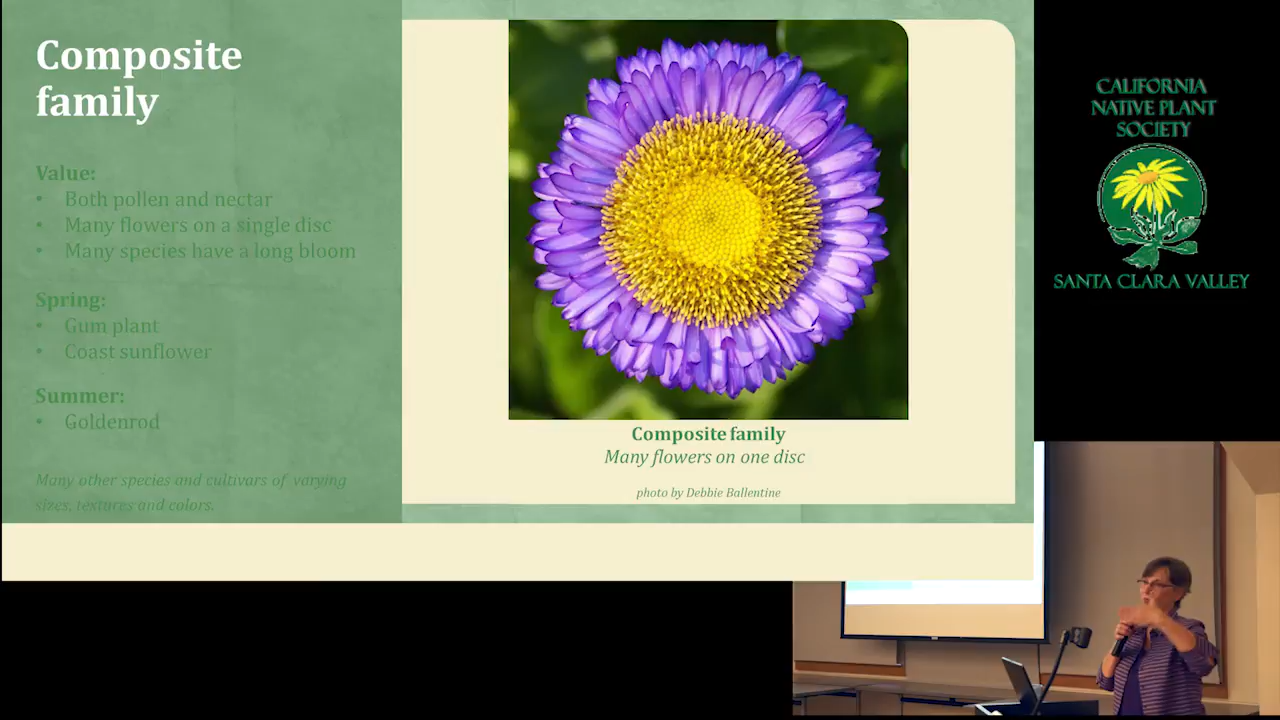 Composite
family
Value:
• Both pollen and nectar
• Many flowers on a single disc
• Many species have a long bloom
Spring:
• Gum plant
• Coast sunflower
Summer:
• Goldenrod
Many other species and cultivars of varying
sizes, textures and colors.
Composite family
Many flowers on one disc
photo by Debbie Ballentine
CALIFORNIA
NATIVE PLANT
SOCIETY
SANTA CLARA VALLEY